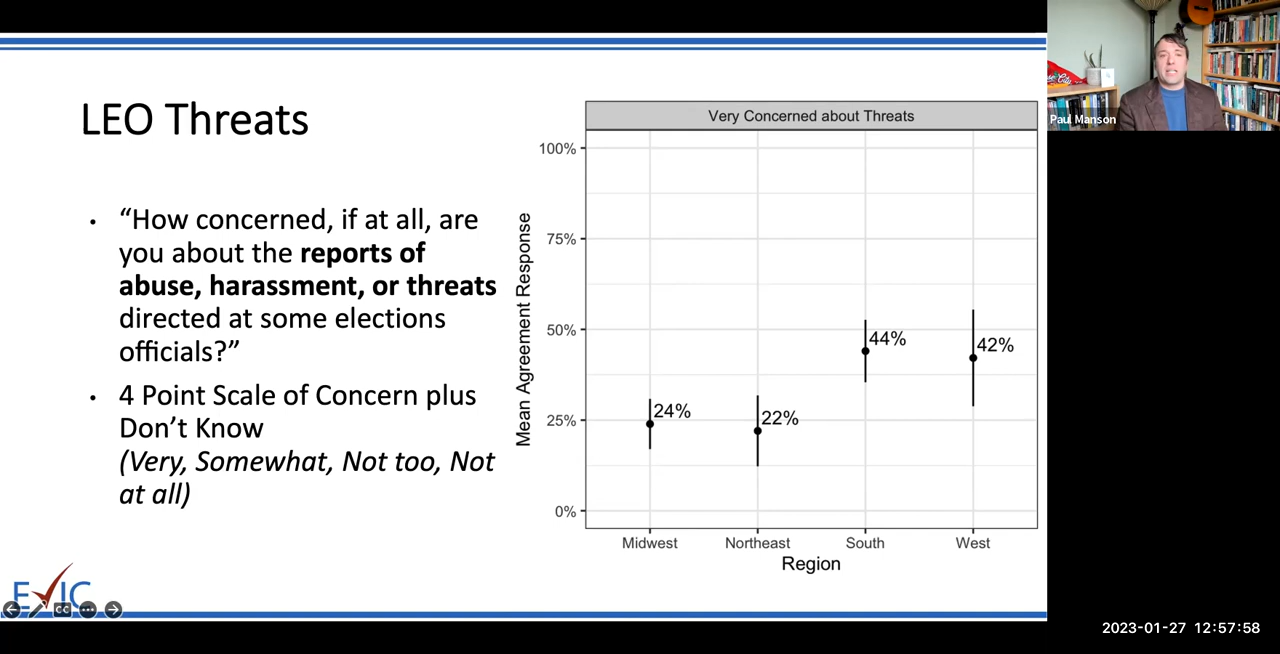 LEO Threats
• “How concerned, if at all, are
you about the reports of
abuse, harassment, or threats
directed at some elections
officials?”
• 4 Point Scale of Concern plus
Don’t Know
(Very, Somewhat, Not too, Not
at all)
Very Concerned about Threats
Mean Agreement Response
100%
75%
50%
25%
0%
24%
22%
44%
42%
Midwest Northeast South West
Region
EVIC
CC
Paul Manson
2023-01-27 12:57:58